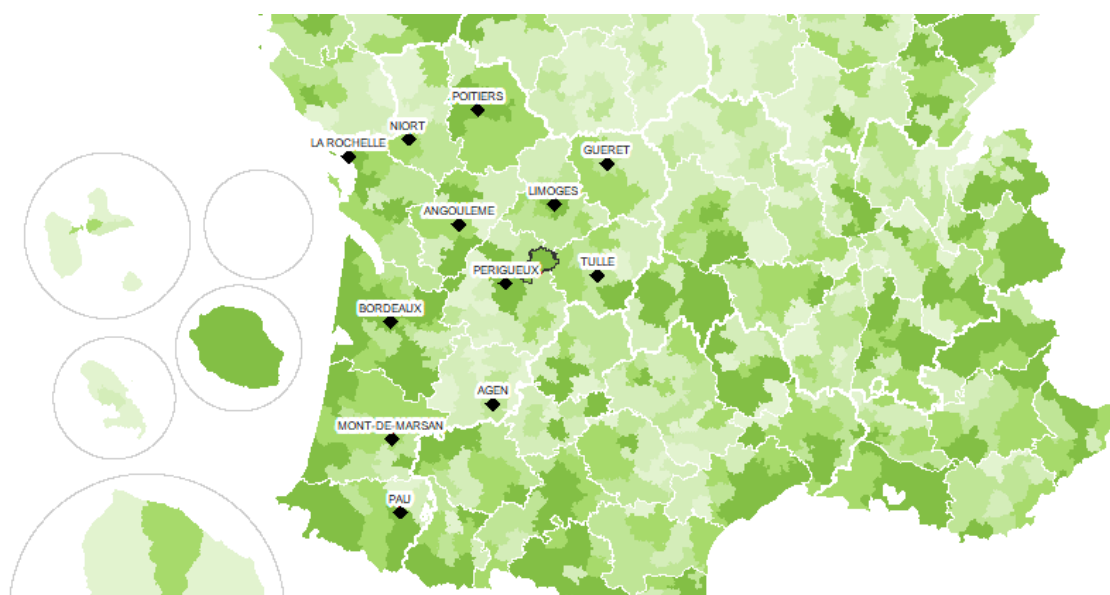 POITIERS
NIORT
LA ROCHELLE
GUERET
LIMOGES
ANGOULEME
PERIGUEUX
TULLE
BORDEAUX
AGEN
MONT-DE-MARSAN
PAU